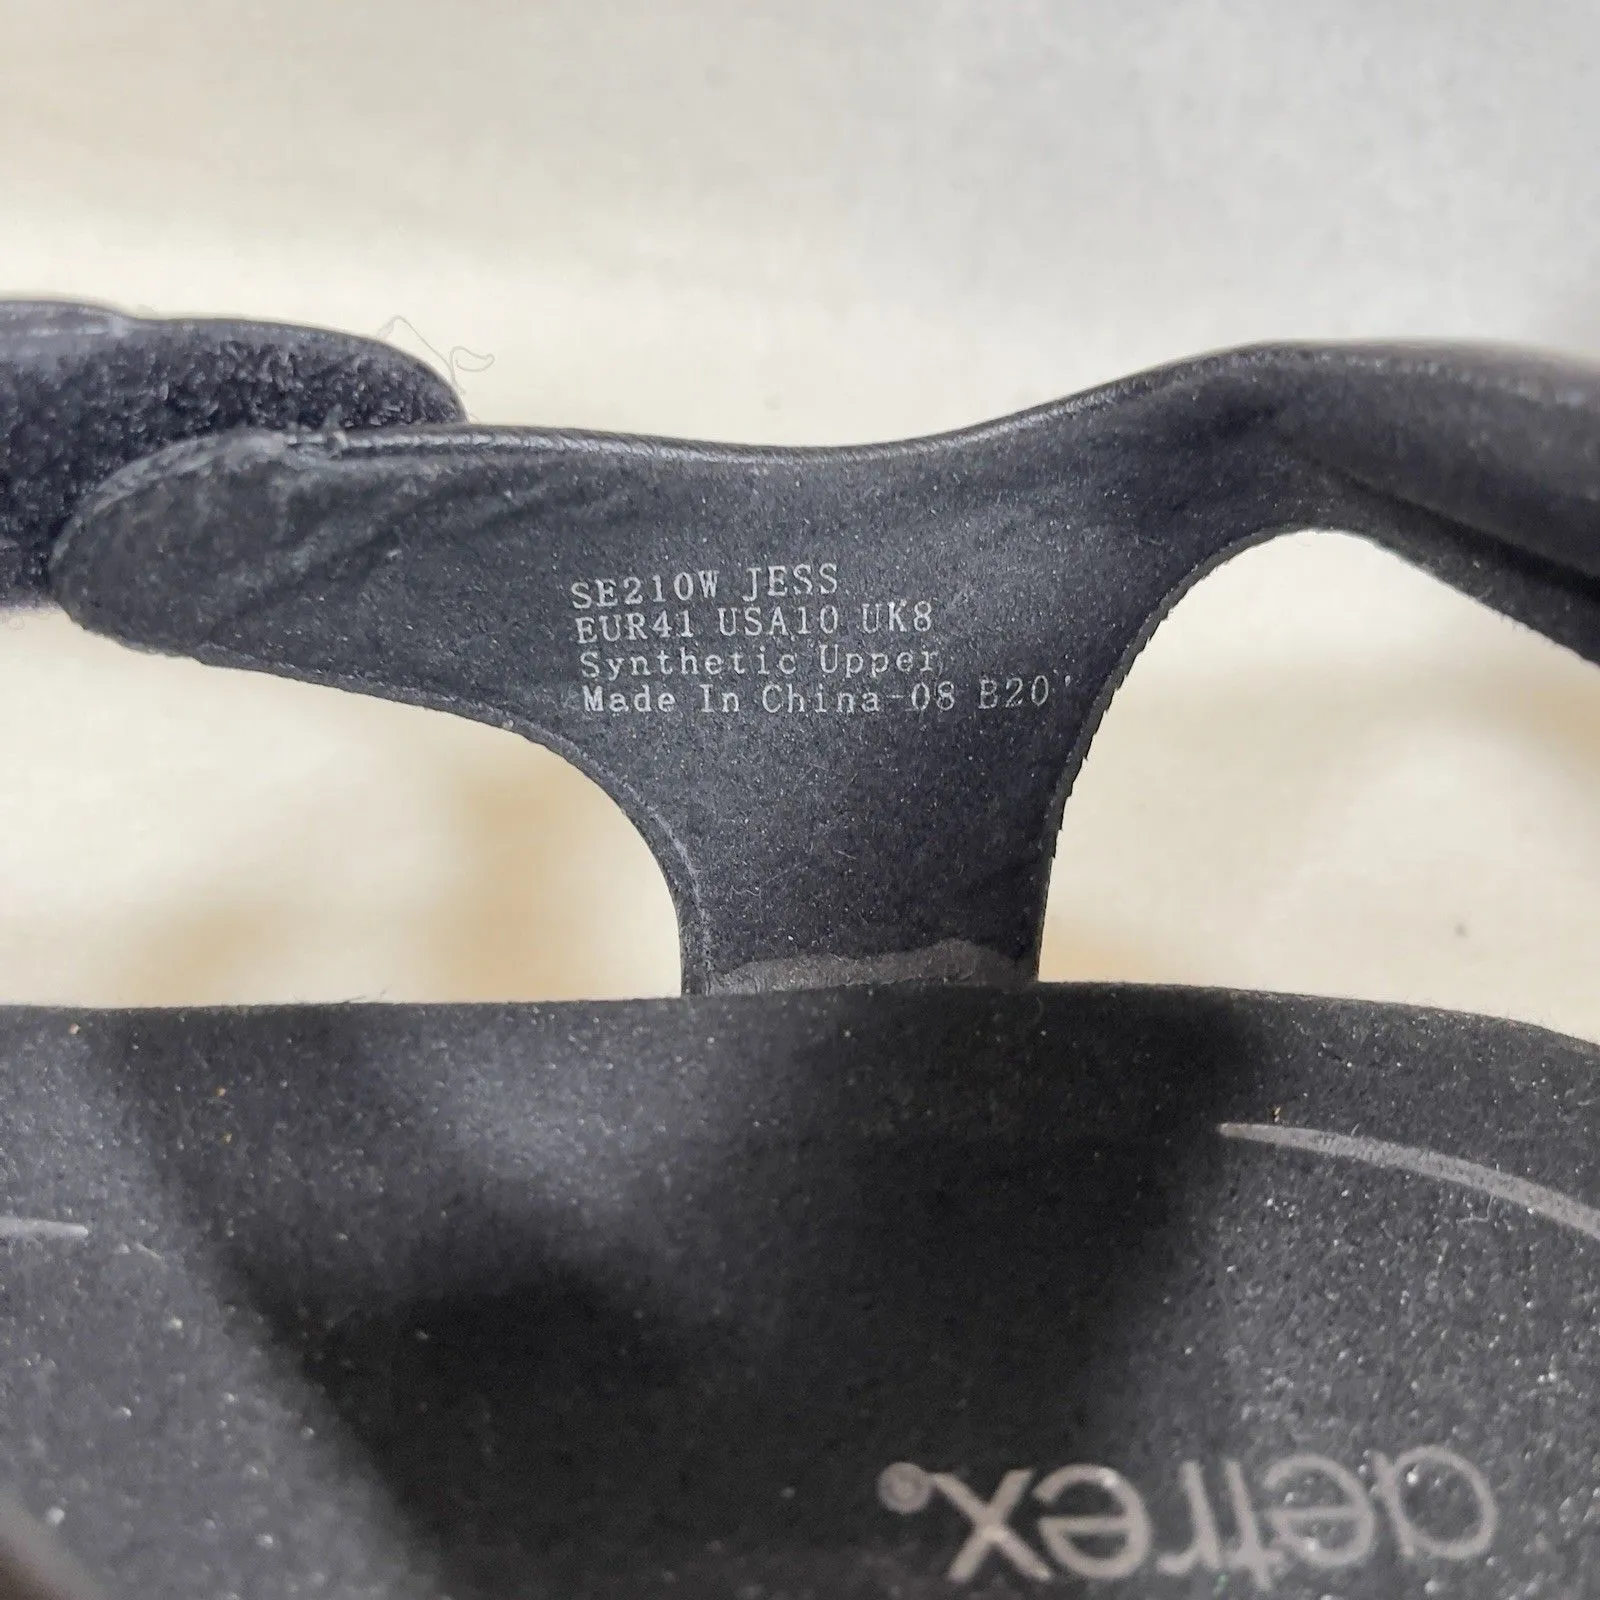 SE210W JESS
EUR41 USA10 UK8
Synthetic Upper
Made In China-08 B20
aetrex®